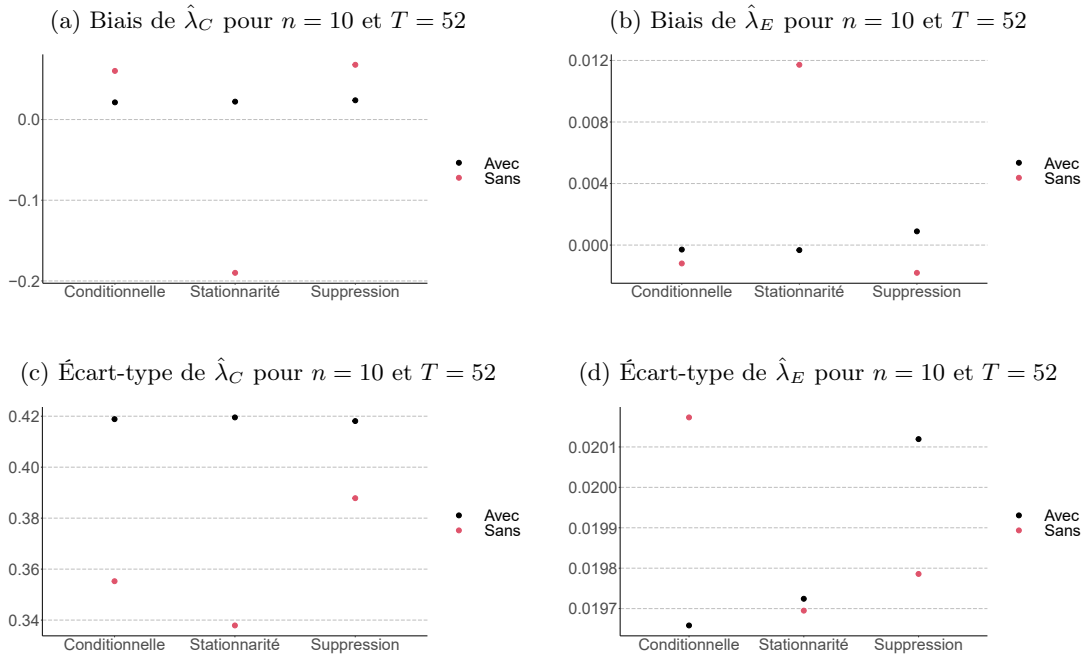 (a) Biais de λ̂_C pour n = 10 et T = 52
0.0
−0.1
−0.2
Conditionnelle Stationnarité Suppression
Avec
Sans
(b) Biais de λ̂_E pour n = 10 et T = 52
0.012
0.008
0.004
0.000
Conditionnelle Stationnarité Suppression
Avec
Sans
(c) Écart-type de λ̂_C pour n = 10 et T = 52
0.42
0.40
0.38
0.36
0.34
Conditionnelle Stationnarité Suppression
Avec
Sans
(d) Écart-type de λ̂_E pour n = 10 et T = 52
0.0201
0.0200
0.0199
0.0198
0.0197
Conditionnelle Stationnarité Suppression
Avec
Sans